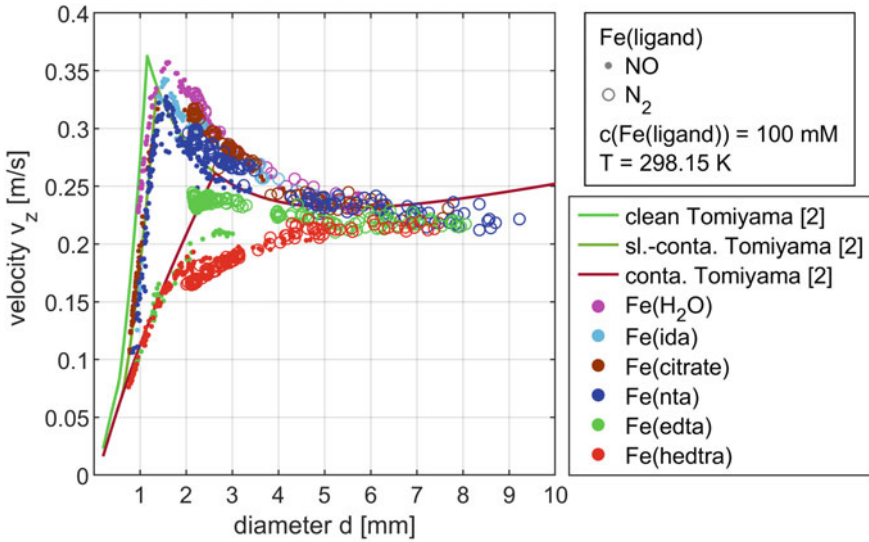 0.4
0.35
0.3
0.25
0.2
0.15
0.1
0.05
0
velocity v_z [m/s]
1 2 3 4 5 6 7 8 9 10
diameter d [mm]
Fe(ligand)
NO
N₂
c(Fe(ligand)) = 100 mM
T = 298.15 K
clean Tomiyama [2]
sl.-conta. Tomiyama [2]
conta. Tomiyama [2]
Fe(H₂O)
Fe(ida)
Fe(citrate)
Fe(nta)
Fe(edta)
Fe(hedtra)